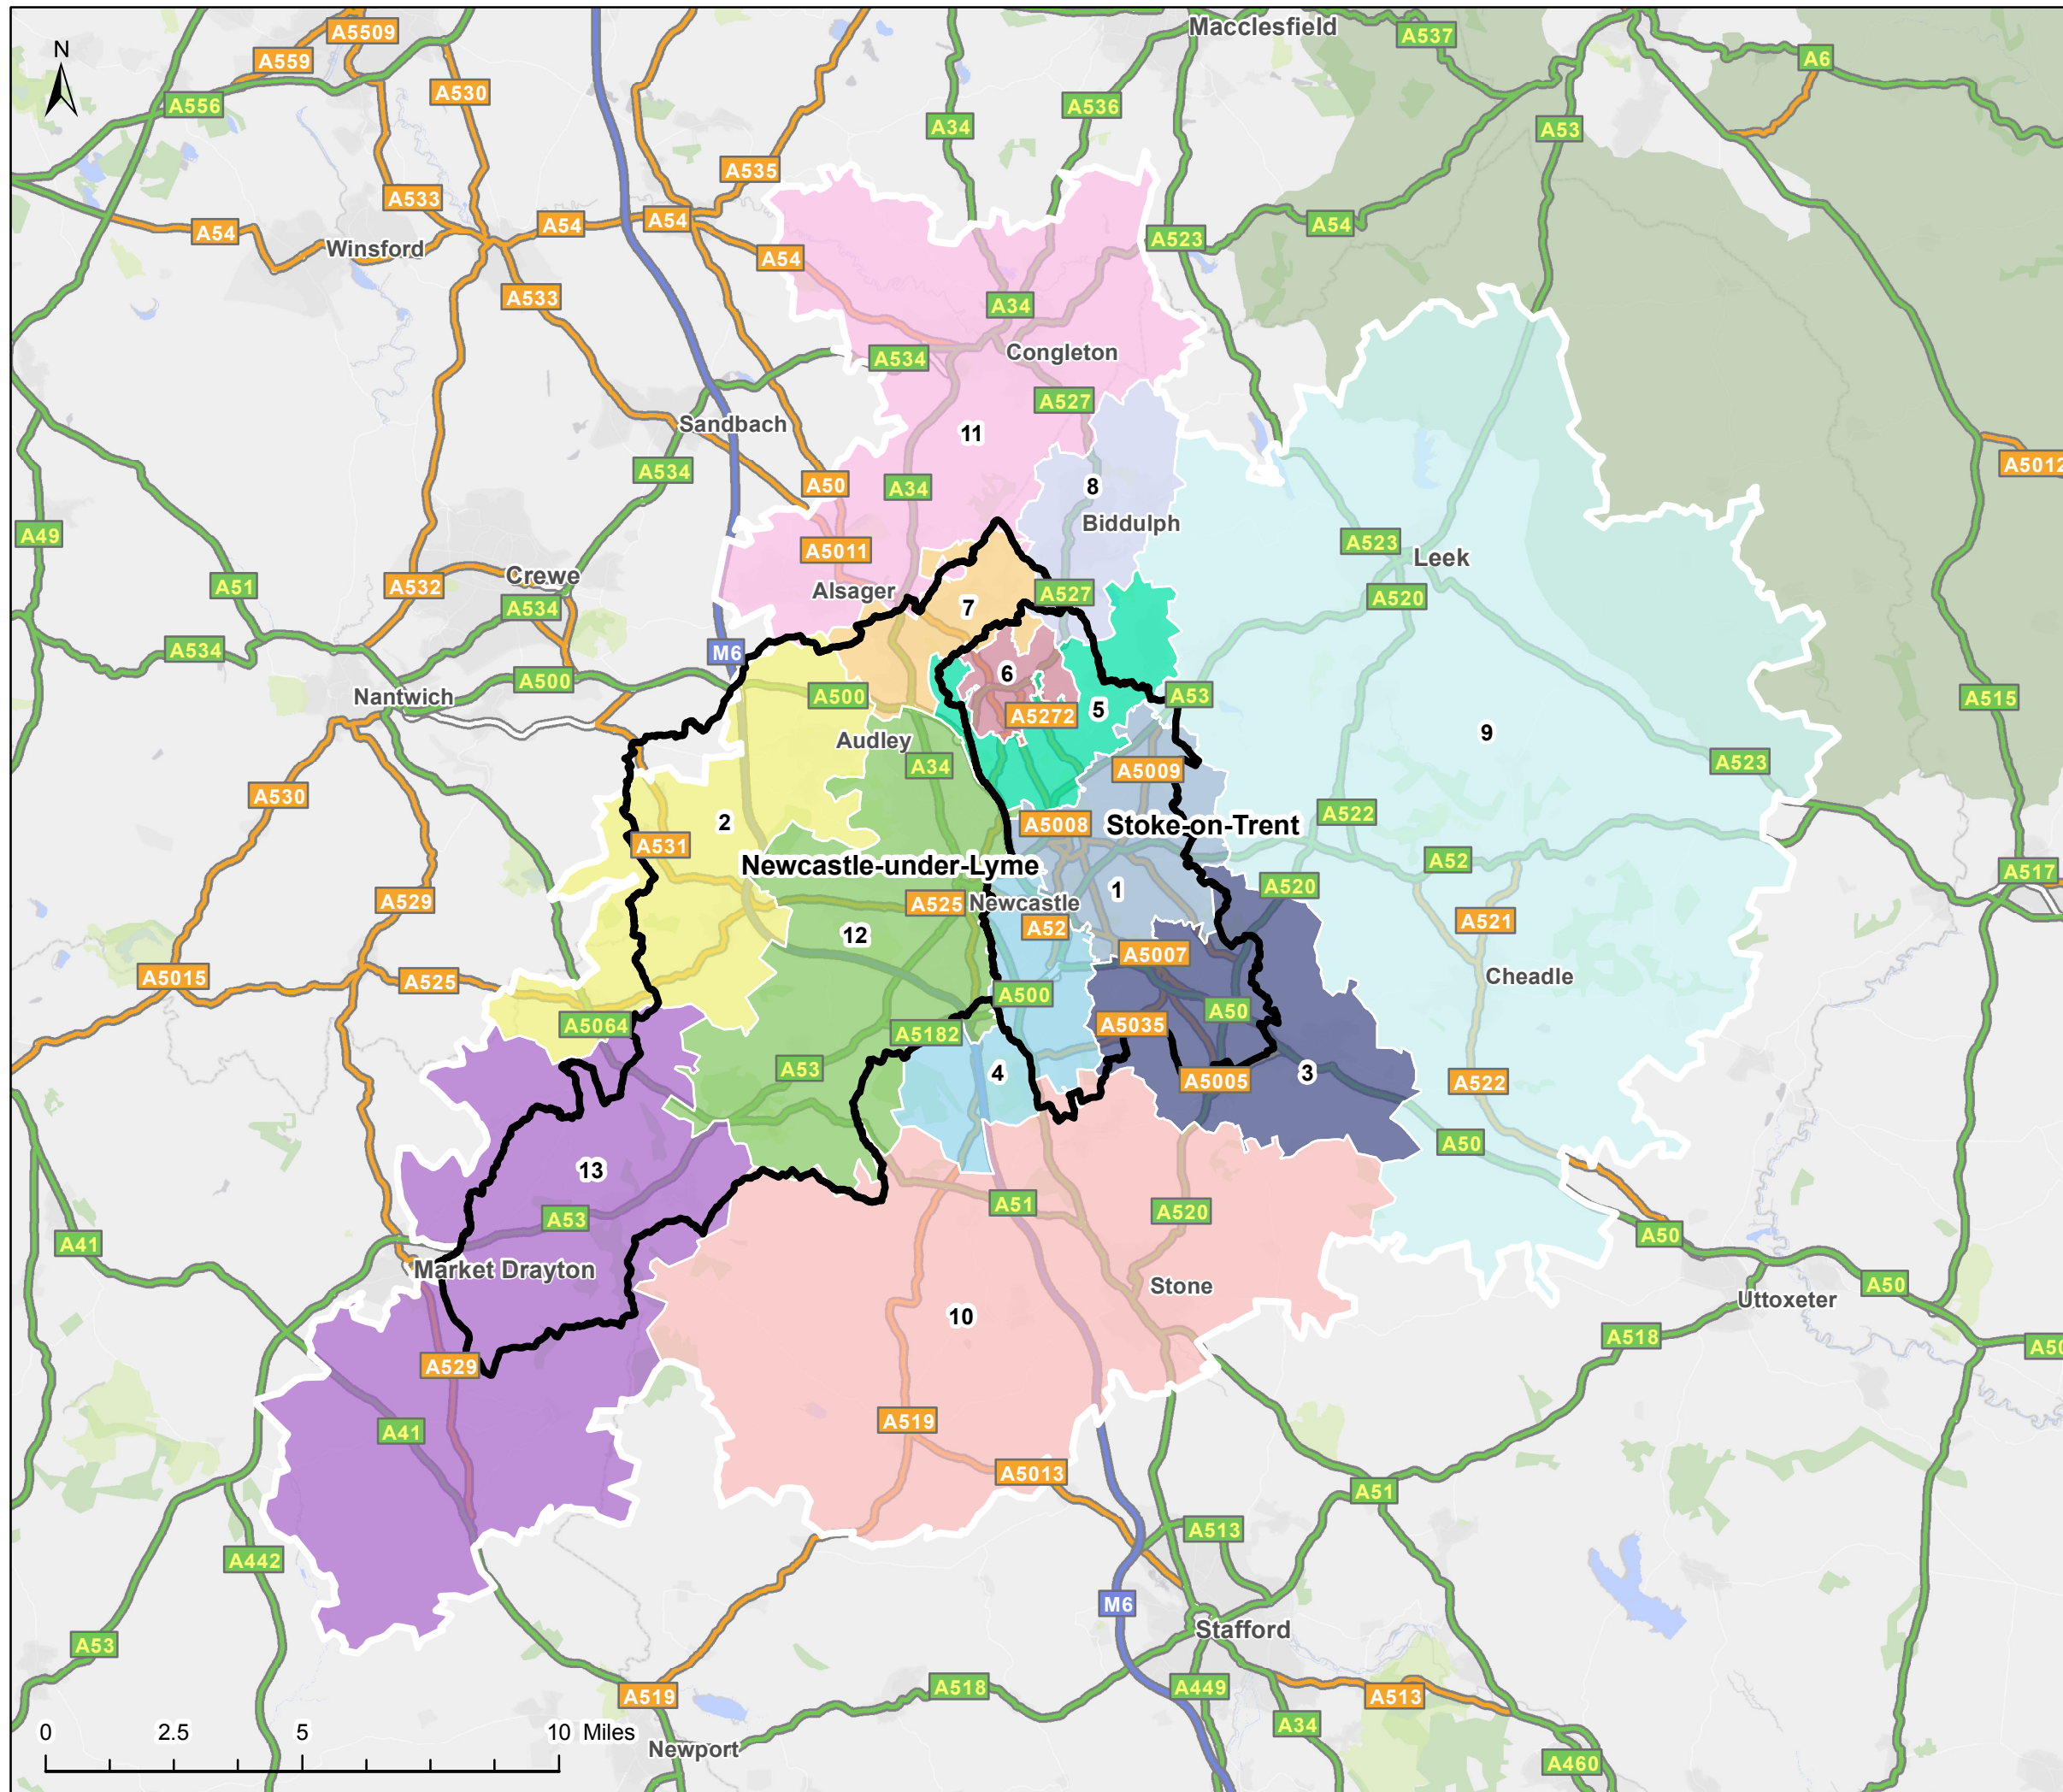 Macclesfield
A5509
A537
N
A559
A6
A530
A556
A536
A34
A53
A535
A533
A54
A54
A54
A54
A523
Winsford
A54
A533
A34
A534
Congleton
A527
Sandbach
11
A5012
A534
A50
A34
8
Biddulph
A49
A523
A5011
Leek
Crewe
A51
A532
Alsager
A527
A520
A534
7
A534
M6
6
A500
Nantwich
A500
A53
A515
5
A5272
9
Audley
A34
A5009
A523
A530
2
A5008
Stoke-on-Trent
A522
A531
Newcastle-under-Lyme
A52
A517
1
A520
A529
A525
Newcastle
A52
A521
12
A5007
A5015
A525
Cheadle
A500
A50
A5064
A5182
A5035
A53
4
A5005
3
A522
A50
13
A51
A520
A53
A41
A50
Market Drayton
Stone
A50
Uttoxeter
10
A518
A50
A529
A41
A519
A5013
A51
A513
A442
M6
Stafford
A53
A518
A449
A519
A513
A34
0 2.5 5 10 Miles
Newport
A460